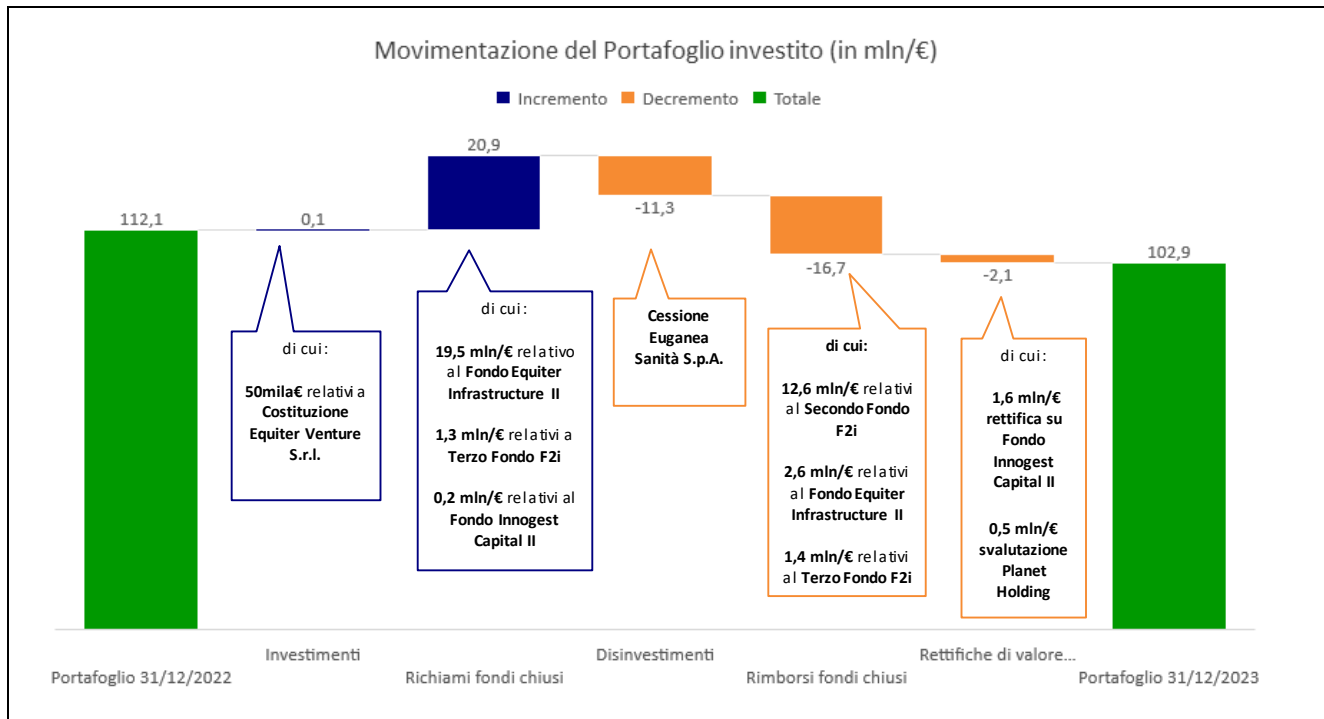 Movimentazione del Portafoglio investito (in mln/€)
Incremento Decremento Totale
112,1
0,1
20,9
-11,3
-16,7
-2,1
102,9
di cui:
50mila€ relativi a
Costituzione
Equiter Venture
S.r.l.
di cui:
19,5 mln/€ relativo
al Fondo Equiter
Infrastructure II
1,3 mln/€ relativi a
Terzo Fondo F2i
0,2 mln/€ relativi al
Fondo Innogest
Capital II
Cessione
Euganea
Sanità S.p.A.
di cui:
12,6 mln/€ relativi
al Secondo Fondo
F2i
2,6 mln/€ relativi
al Fondo Equiter
Infrastructure II
1,4 mln/€ relativi
al Terzo Fondo F2i
di cui:
1,6 mln/€
rettifica su
Fondo
Innogest
Capital II
0,5 mln/€
svalutazione
Planet
Holding
Portafoglio 31/12/2022
Investimenti
Richiami fondi chiusi
Disinvestimenti
Rimborsi fondi chiusi
Rettifiche di valore...
Portafoglio 31/12/2023